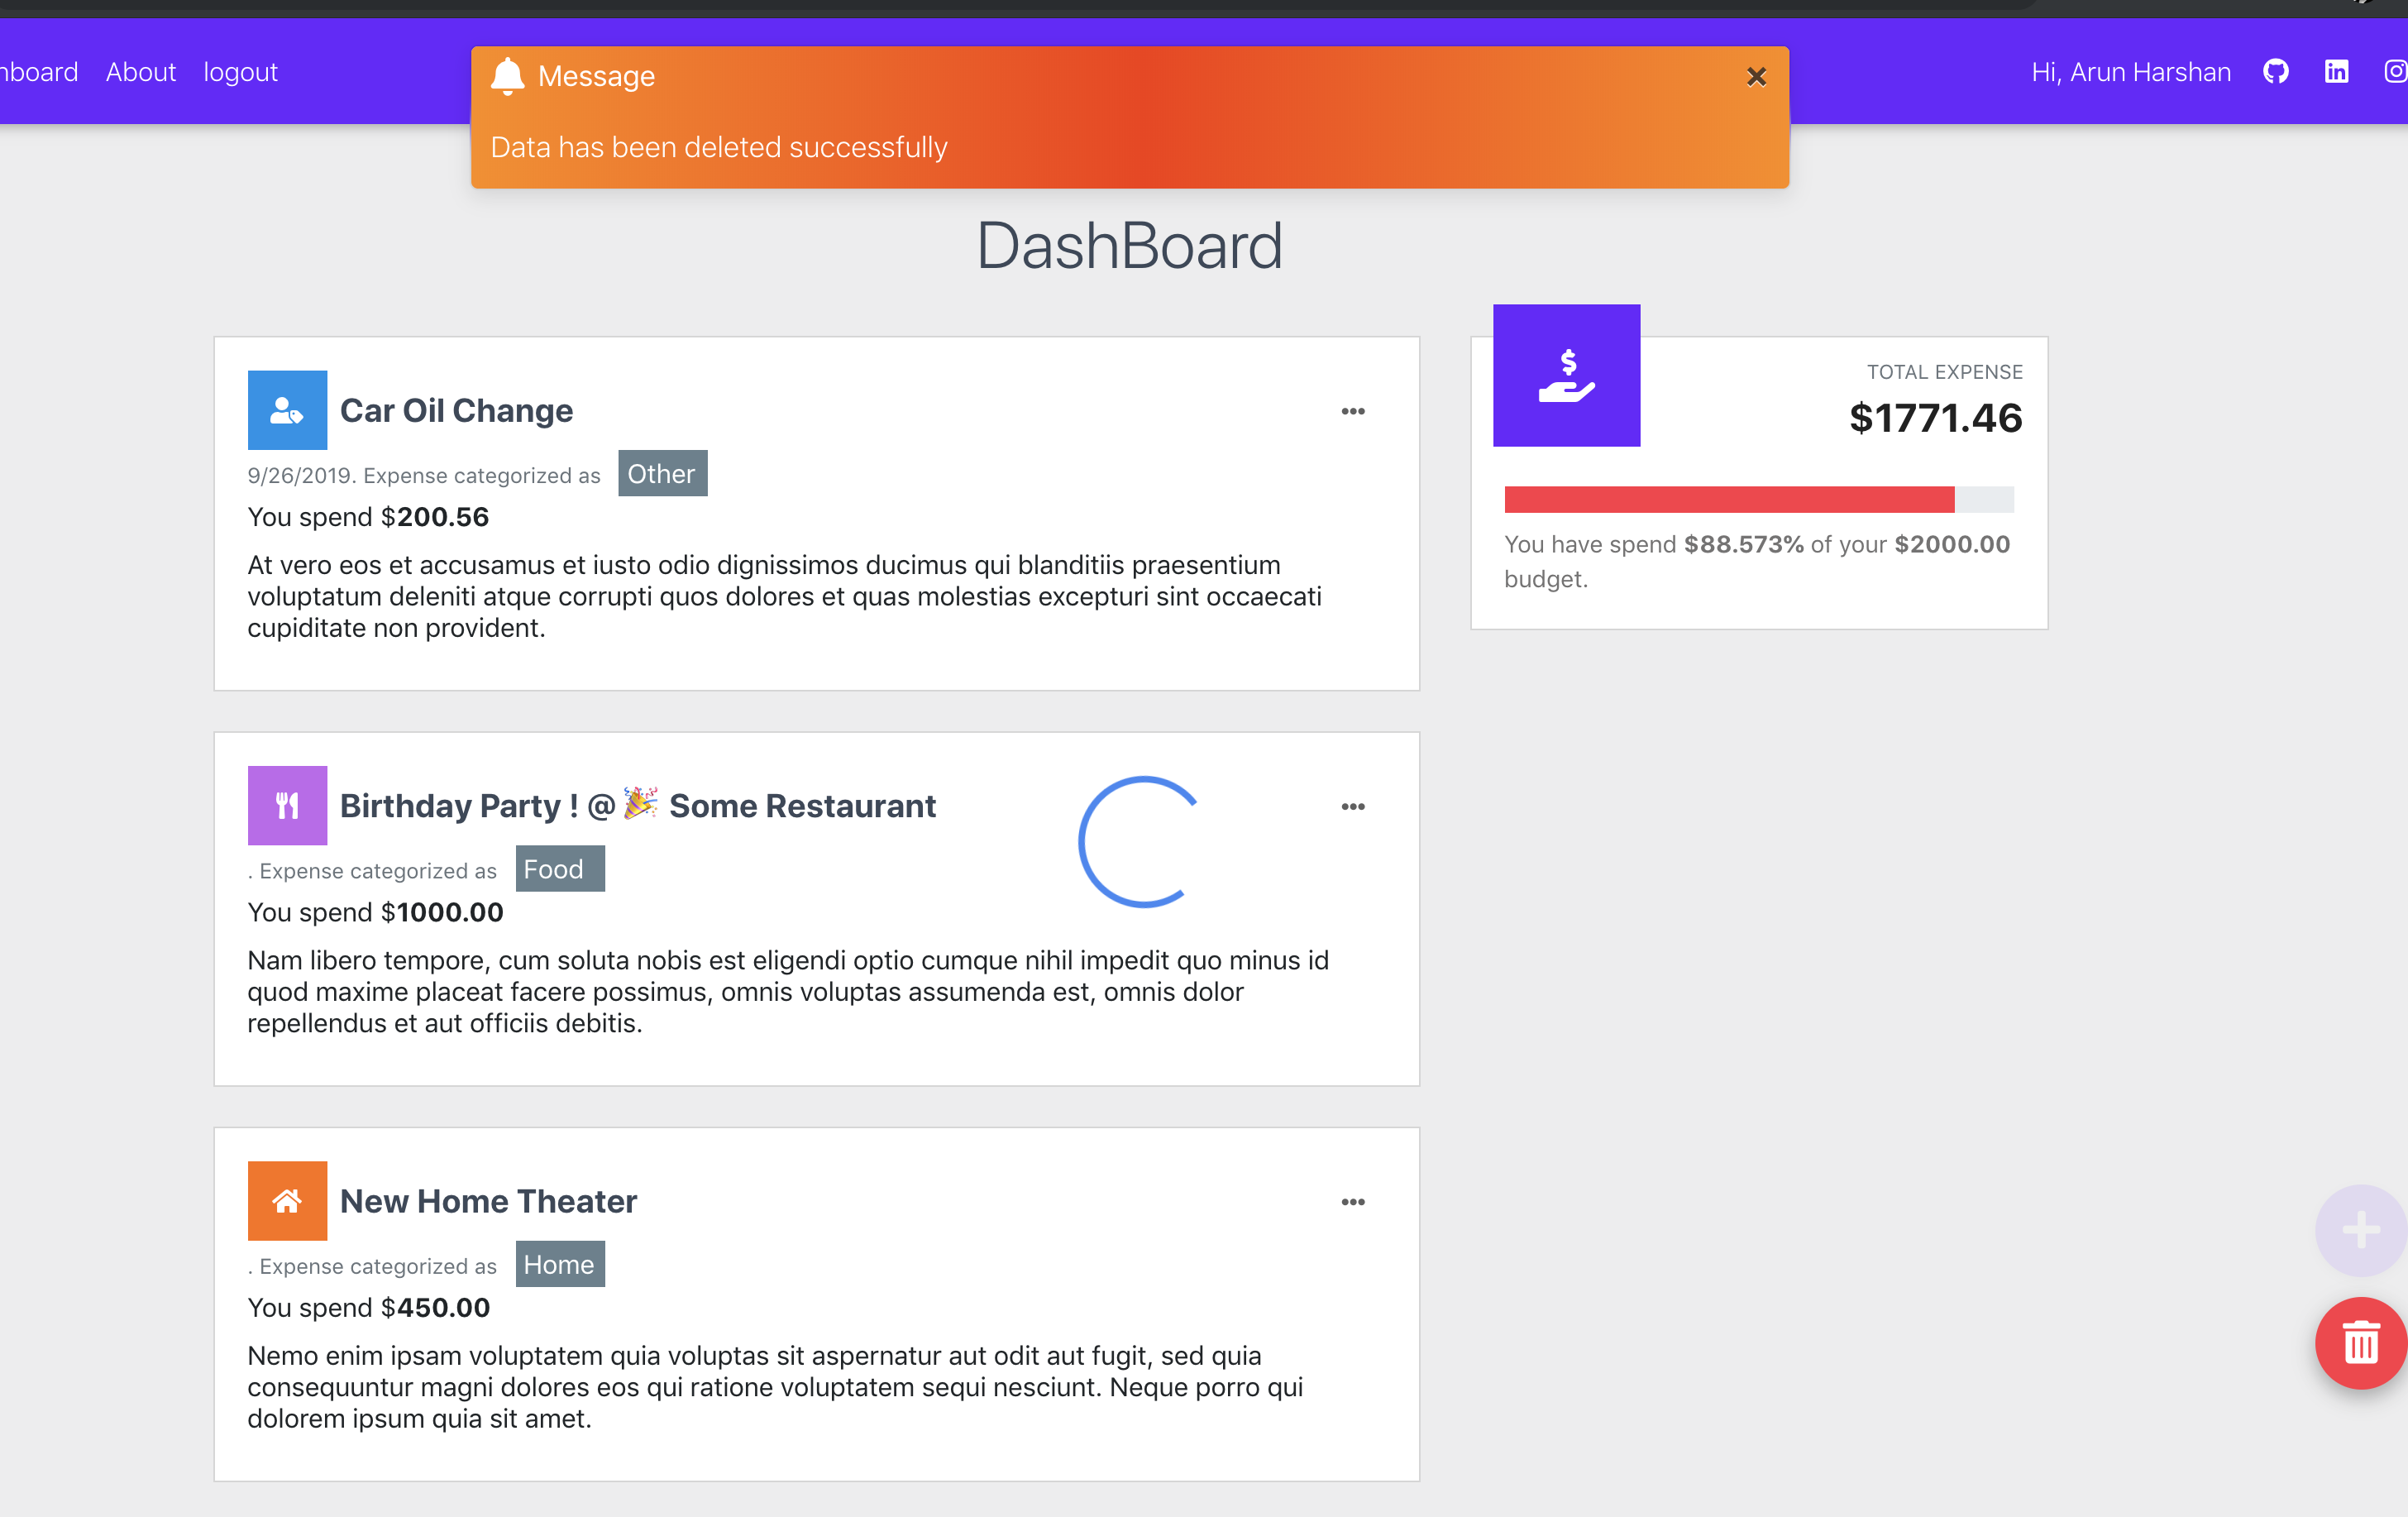 hboard About logout
Message
Hi, Arun Harshan
Data has been deleted successfully
DashBoard
Car Oil Change
9/26/2019. Expense categorized as Other
You spend $200.56
At vero eos et accusamus et iusto odio dignissimos ducimus qui blanditiis praesentium
voluptatum deleniti atque corrupti quos dolores et quas molestias excepturi sint occaecati
cupiditate non provident.
TOTAL EXPENSE
$1771.46
You have spend $88.573% of your $2000.00
budget.
Birthday Party ! @🎉 Some Restaurant
. Expense categorized as Food
You spend $1000.00
Nam libero tempore, cum soluta nobis est eligendi optio cumque nihil impedit quo minus id
quod maxime placeat facere possimus, omnis voluptas assumenda est, omnis dolor
repellendus et aut officiis debitis.
New Home Theater
. Expense categorized as Home
You spend $450.00
Nemo enim ipsam voluptatem quia voluptas sit aspernatur aut odit aut fugit, sed quia
consequuntur magni dolores eos qui ratione voluptatem sequi nesciunt. Neque porro qui
dolorem ipsum quia sit amet.